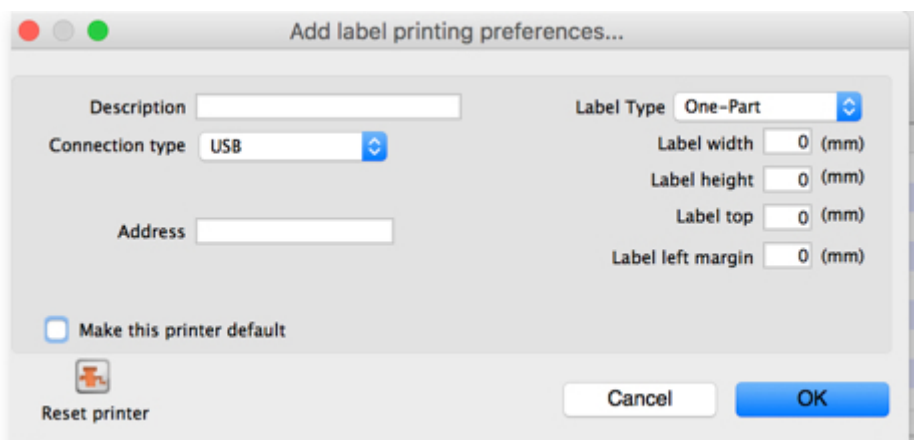 Add label printing preferences...
Description
Label Type One-Part
Connection type USB
Label width 0 (mm)
Label height 0 (mm)
Address
Label top 0 (mm)
Label left margin 0 (mm)
Make this printer default
Reset printer
Cancel
OK